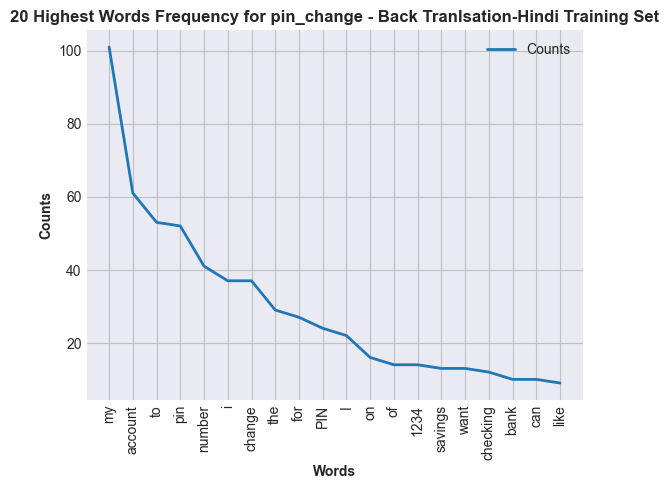 20 Highest Words Frequency for pin_change - Back Tranlsation-Hindi Training Set
Counts
Counts
100
80
60
40
20
my
account
to
pin
number
i
change
the
for
PIN
I
on
of
1234
savings
want
checking
bank
can
like
Words